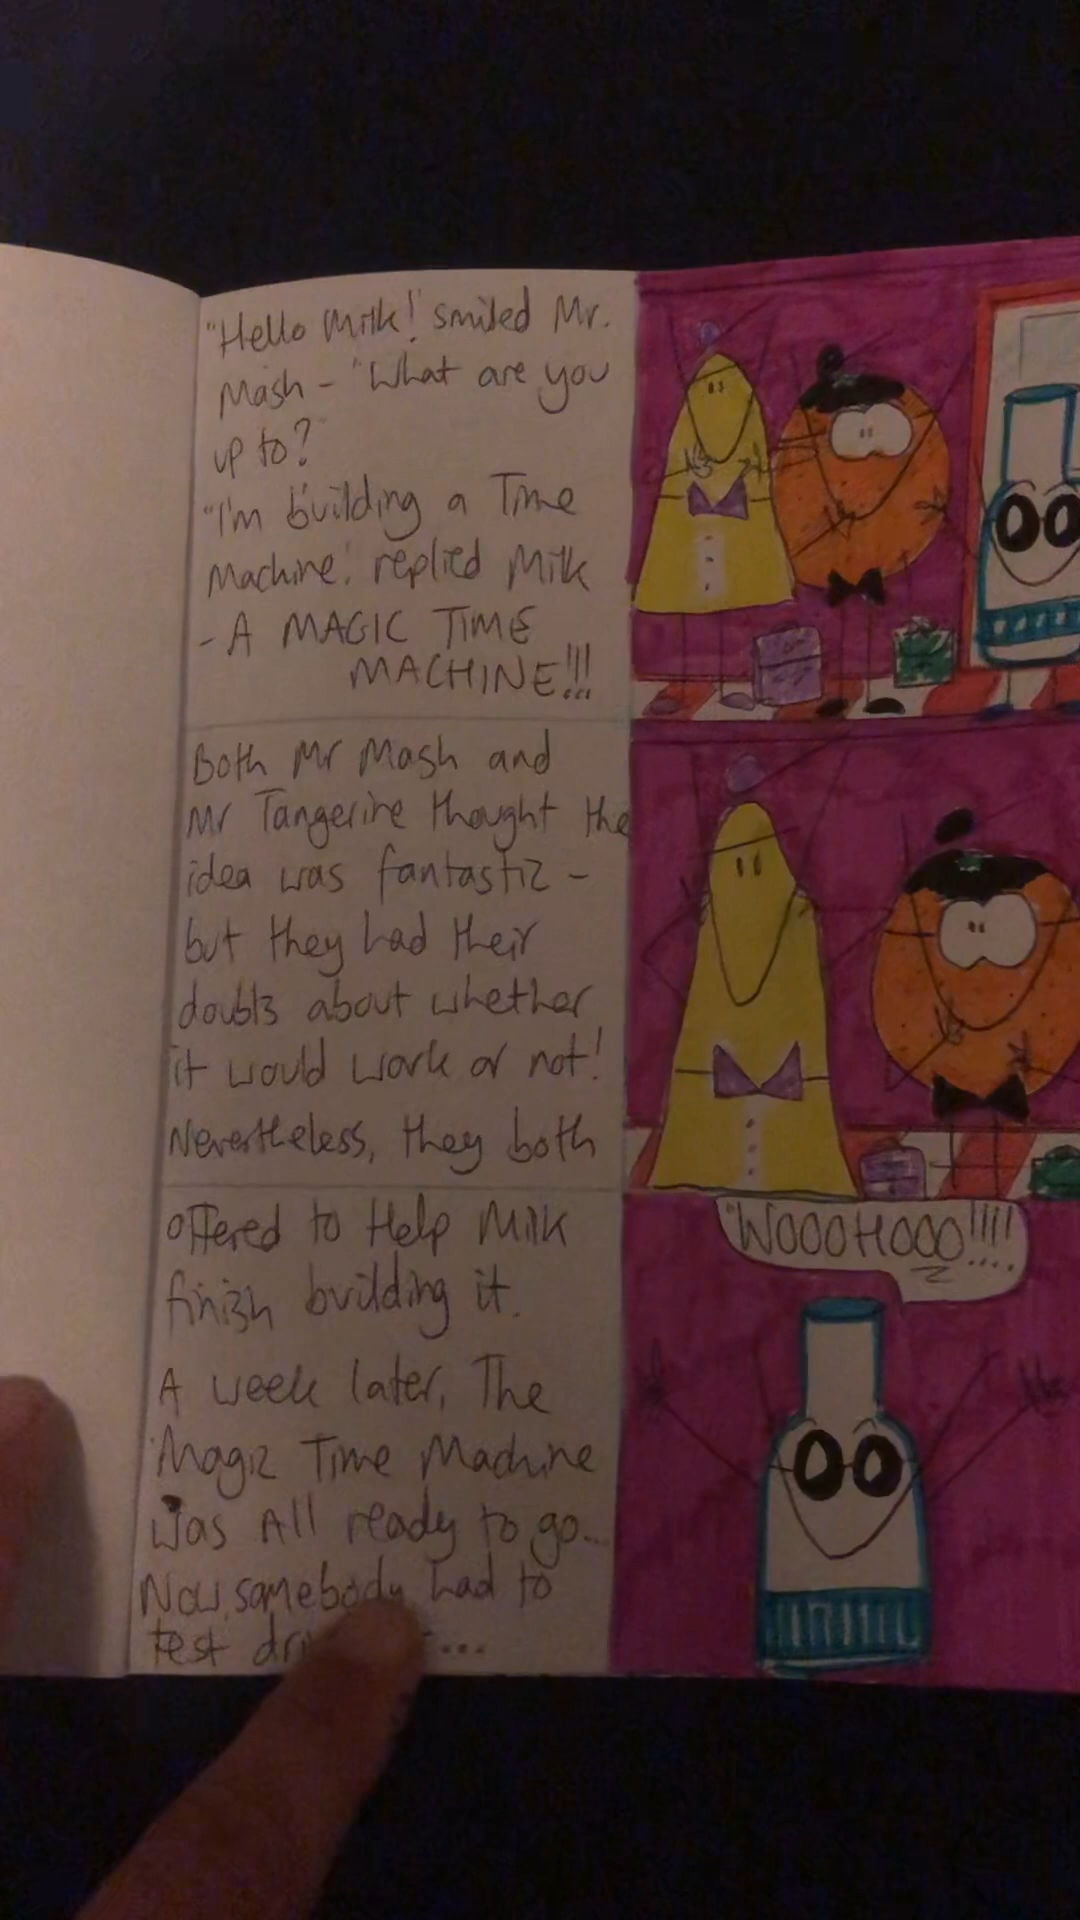 "Hello Milk!" smiled Mr.
Mash - "What are you
up to?"
"I'm building a Time
Machine." replied Milk
- A MAGIC TIME
MACHINE!!!
Both Mr Mash and
Mr Tangerine thought the
idea was fantastic -
but they had their
doubts about whether
it would work or not!
Nevertheless, they both
offered to Help Milk
finish building it.
A week later, The
Magic Time Machine
was All ready to go...
Now, somebody had to
test ...
"WOOOHOOO!!!!